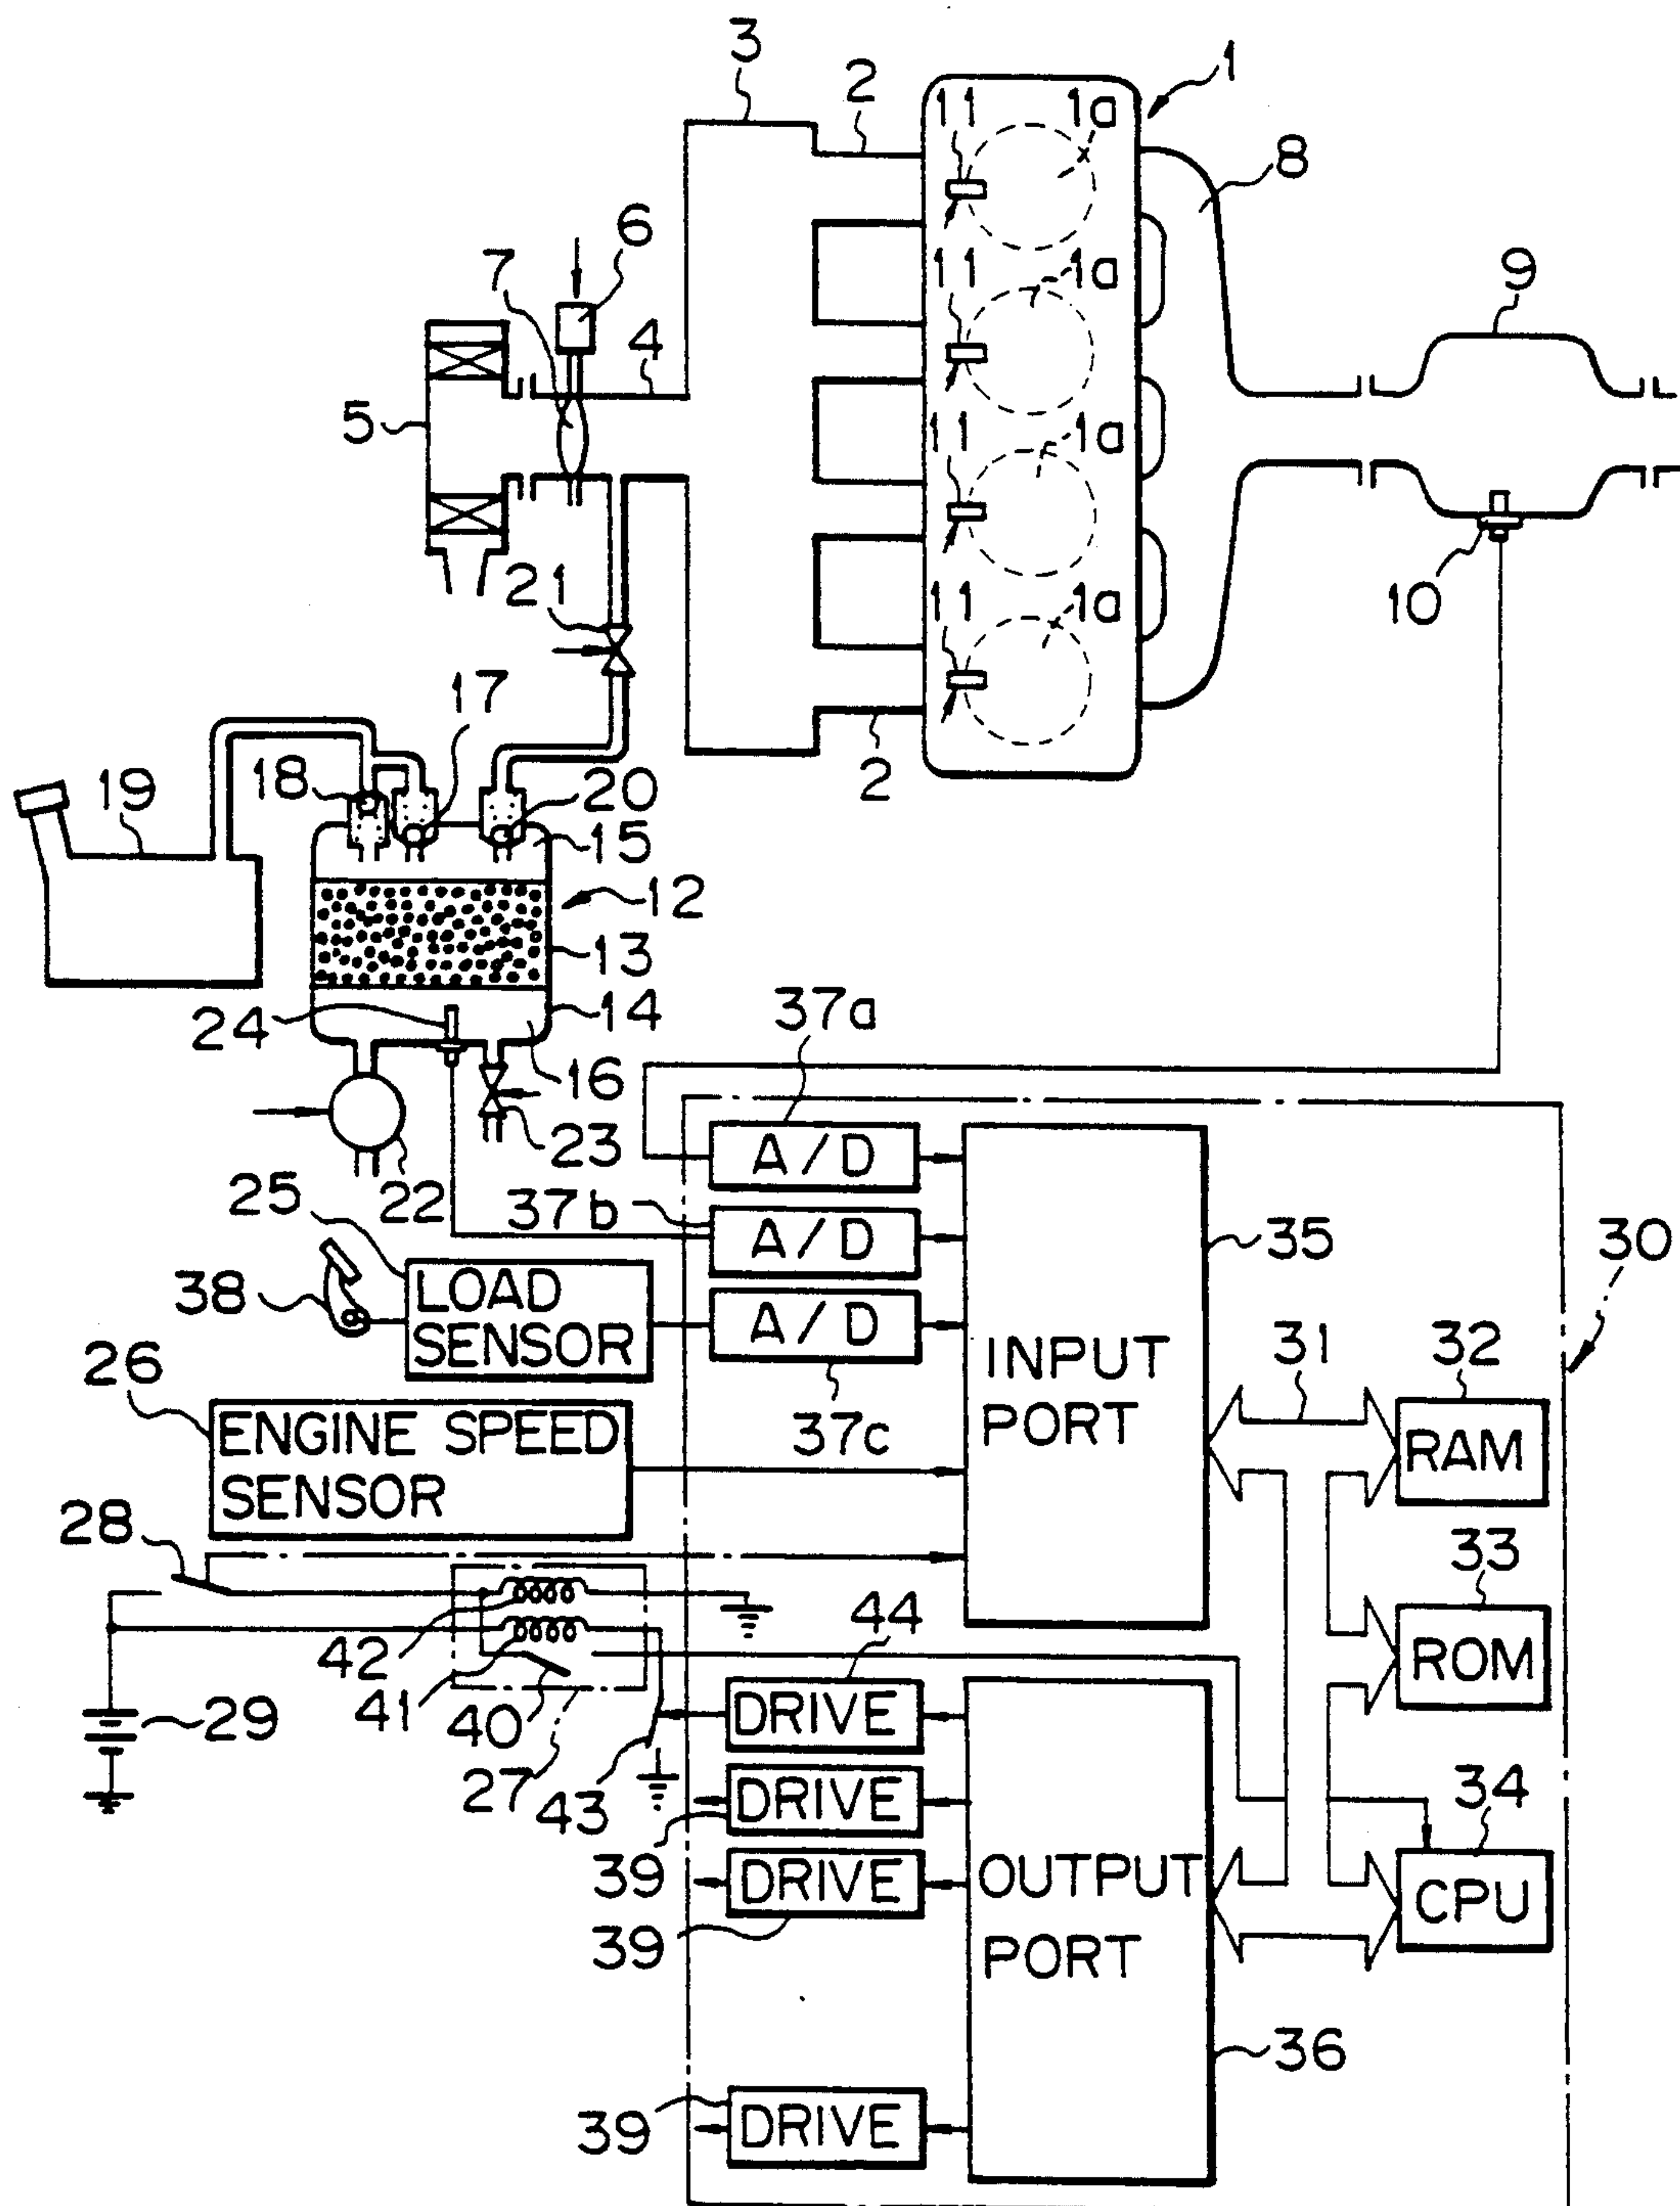 3
2
1
11
1a
8
6
7
4
11
1a
9
5
11
1a
21
10
11
1a
17
2
19
18
20
15
12
13
24
14
37a
16
23
A/D
25
22
37b
A/D
35
30
38
LOAD
SENSOR
A/D
INPUT
PORT
31
32
26
37c
RAM
ENGINE SPEED
SENSOR
28
33
44
42
ROM
29
41
40
DRIVE
27
43
DRIVE
34
39
DRIVE
OUTPUT
PORT
CPU
39
36
39
DRIVE